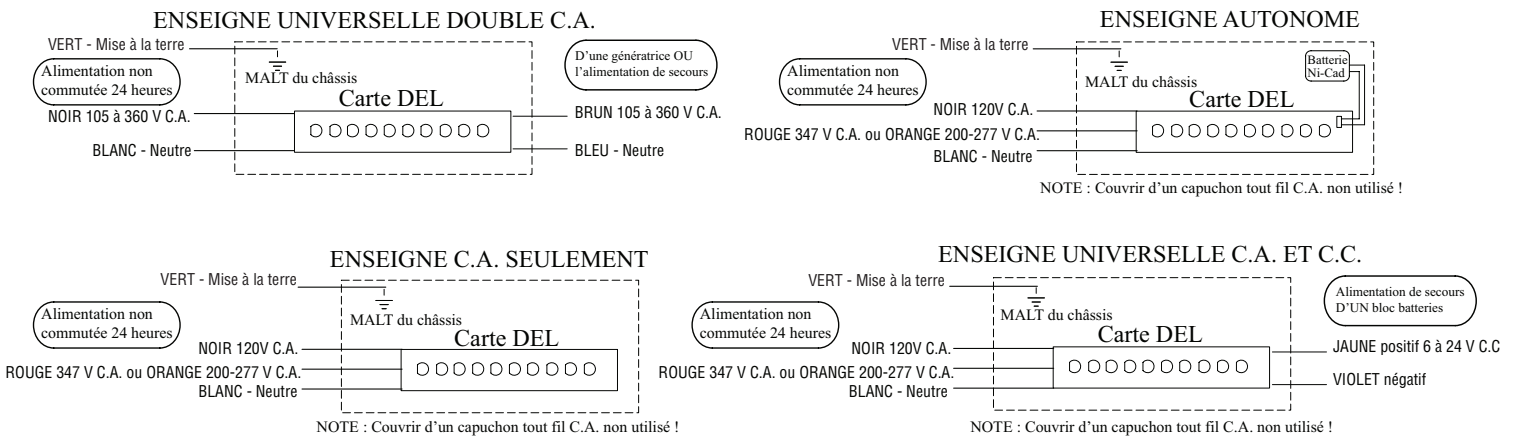 ENSEIGNE UNIVERSELLE DOUBLE C.A.
VERT - Mise à la terre
Alimentation non
commutée 24 heures
MALT du châssis
D'une génératrice OU
l'alimentation de secours
Carte DEL
NOIR 105 à 360 V C.A.
BRUN 105 à 360 V C.A.
BLANC - Neutre
BLEU - Neutre
ENSEIGNE AUTONOME
VERT - Mise à la terre
Alimentation non
commutée 24 heures
MALT du châssis
Batterie
Ni-Cad
Carte DEL
NOIR 120V C.A.
ROUGE 347 V C.A. ou ORANGE 200-277 V C.A.
BLANC - Neutre
NOTE : Couvrir d'un capuchon tout fil C.A. non utilisé !
ENSEIGNE C.A. SEULEMENT
VERT - Mise à la terre
Alimentation non
commutée 24 heures
MALT du châssis
Carte DEL
NOIR 120V C.A.
ROUGE 347 V C.A. ou ORANGE 200-277 V C.A.
BLANC - Neutre
NOTE : Couvrir d'un capuchon tout fil C.A. non utilisé !
ENSEIGNE UNIVERSELLE C.A. ET C.C.
VERT - Mise à la terre
Alimentation non
commutée 24 heures
MALT du châssis
Alimentation de secours
D'UN bloc batteries
Carte DEL
NOIR 120V C.A.
JAUNE positif 6 à 24 V C.C
ROUGE 347 V C.A. ou ORANGE 200-277 V C.A.
VIOLET négatif
BLANC - Neutre
NOTE : Couvrir d'un capuchon tout fil C.A. non utilisé !